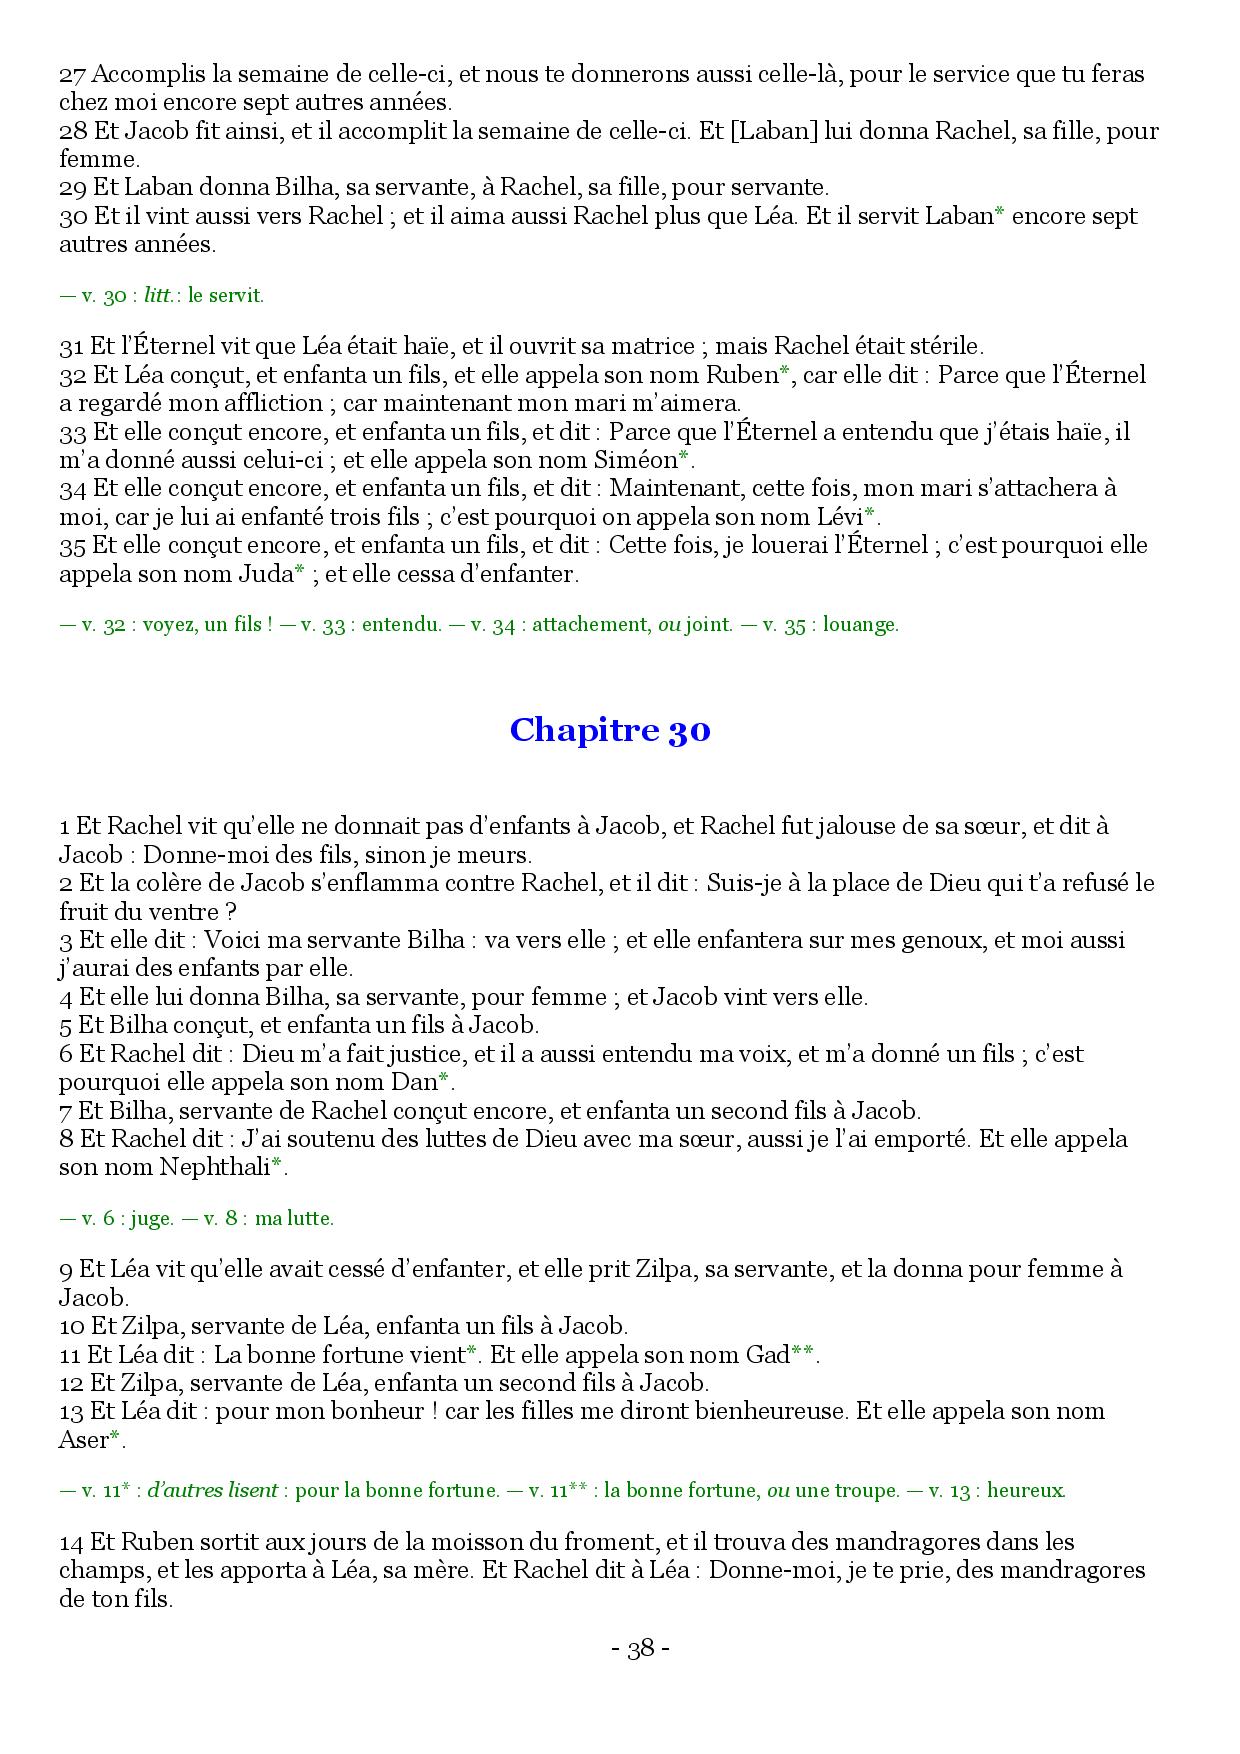 27 Accomplis la semaine de celle-ci, et nous te donnerons aussi celle-là, pour le service que tu feras
chez moi encore sept autres années.
28 Et Jacob fit ainsi, et il accomplit la semaine de celle-ci. Et [Laban] lui donna Rachel, sa fille, pour
femme.
29 Et Laban donna Bilha, sa servante, à Rachel, sa fille, pour servante.
30 Et il vint aussi vers Rachel ; et il aima aussi Rachel plus que Léa. Et il servit Laban* encore sept
autres années.
— v. 30 : litt.: le servit.
31 Et l’Éternel vit que Léa était haïe, et il ouvrit sa matrice ; mais Rachel était stérile.
32 Et Léa conçut, et enfanta un fils, et elle appela son nom Ruben*, car elle dit : Parce que l’Éternel
a regardé mon affliction ; car maintenant mon mari m’aimera.
33 Et elle conçut encore, et enfanta un fils, et dit : Parce que l’Éternel a entendu que j’étais haïe, il
m’a donné aussi celui-ci ; et elle appela son nom Siméon*.
34 Et elle conçut encore, et enfanta un fils, et dit : Maintenant, cette fois, mon mari s’attachera à
moi, car je lui ai enfanté trois fils ; c’est pourquoi on appela son nom Lévi*.
35 Et elle conçut encore, et enfanta un fils, et dit : Cette fois, je louerai l’Éternel ; c’est pourquoi elle
appela son nom Juda* ; et elle cessa d’enfanter.
— v. 32 : voyez, un fils ! — v. 33 : entendu. — v. 34 : attachement, ou joint. — v. 35 : louange.
Chapitre 30
1 Et Rachel vit qu’elle ne donnait pas d’enfants à Jacob, et Rachel fut jalouse de sa sœur, et dit à
Jacob : Donne-moi des fils, sinon je meurs.
2 Et la colère de Jacob s’enflamma contre Rachel, et il dit : Suis-je à la place de Dieu qui t’a refusé le
fruit du ventre ?
3 Et elle dit : Voici ma servante Bilha : va vers elle ; et elle enfantera sur mes genoux, et moi aussi
j’aurai des enfants par elle.
4 Et elle lui donna Bilha, sa servante, pour femme ; et Jacob vint vers elle.
5 Et Bilha conçut, et enfanta un fils à Jacob.
6 Et Rachel dit : Dieu m’a fait justice, et il a aussi entendu ma voix, et m’a donné un fils ; c’est
pourquoi elle appela son nom Dan*.
7 Et Bilha, servante de Rachel conçut encore, et enfanta un second fils à Jacob.
8 Et Rachel dit : J’ai soutenu des luttes de Dieu avec ma sœur, aussi je l’ai emporté. Et elle appela
son nom Nephthali*.
— v. 6 : juge. — v. 8 : ma lutte.
9 Et Léa vit qu’elle avait cessé d’enfanter, et elle prit Zilpa, sa servante, et la donna pour femme à
Jacob.
10 Et Zilpa, servante de Léa, enfanta un fils à Jacob.
11 Et Léa dit : La bonne fortune vient*. Et elle appela son nom Gad**.
12 Et Zilpa, servante de Léa, enfanta un second fils à Jacob.
13 Et Léa dit : pour mon bonheur ! car les filles me diront bienheureuse. Et elle appela son nom
Aser*.
— v. 11* : d’autres lisent : pour la bonne fortune. — v. 11** : la bonne fortune, ou une troupe. — v. 13 : heureux.
14 Et Ruben sortit aux jours de la moisson du froment, et il trouva des mandragores dans les
champs, et les apporta à Léa, sa mère. Et Rachel dit à Léa : Donne-moi, je te prie, des mandragores
de ton fils.
- 38 -